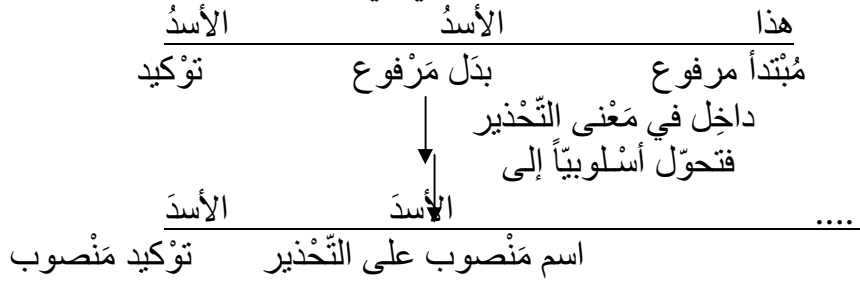 هذا الأسدُ الأسدُ
مُبْتدأ مرفوع بدَل مَرْفوع توْكيد
داخِل في مَعْنى التّحْذير
فتحوّل أسْلوبيّاً إلى
.... الأسدَ الأسدَ
اسم مَنْصوب على التّحْذير توْكيد مَنْصوب